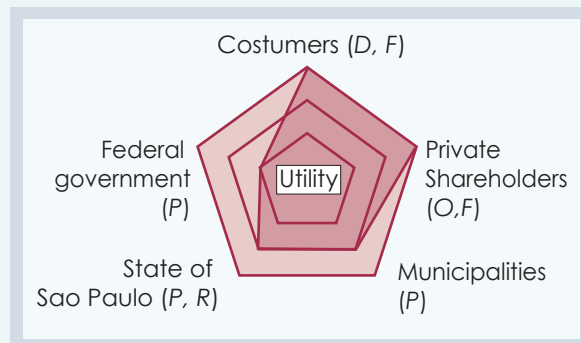 Costumers (D, F)
Federal
government
(P)
Utility
Private
Shareholders
(O,F)
State of
Sao Paulo (P, R)
Municipalities
(P)